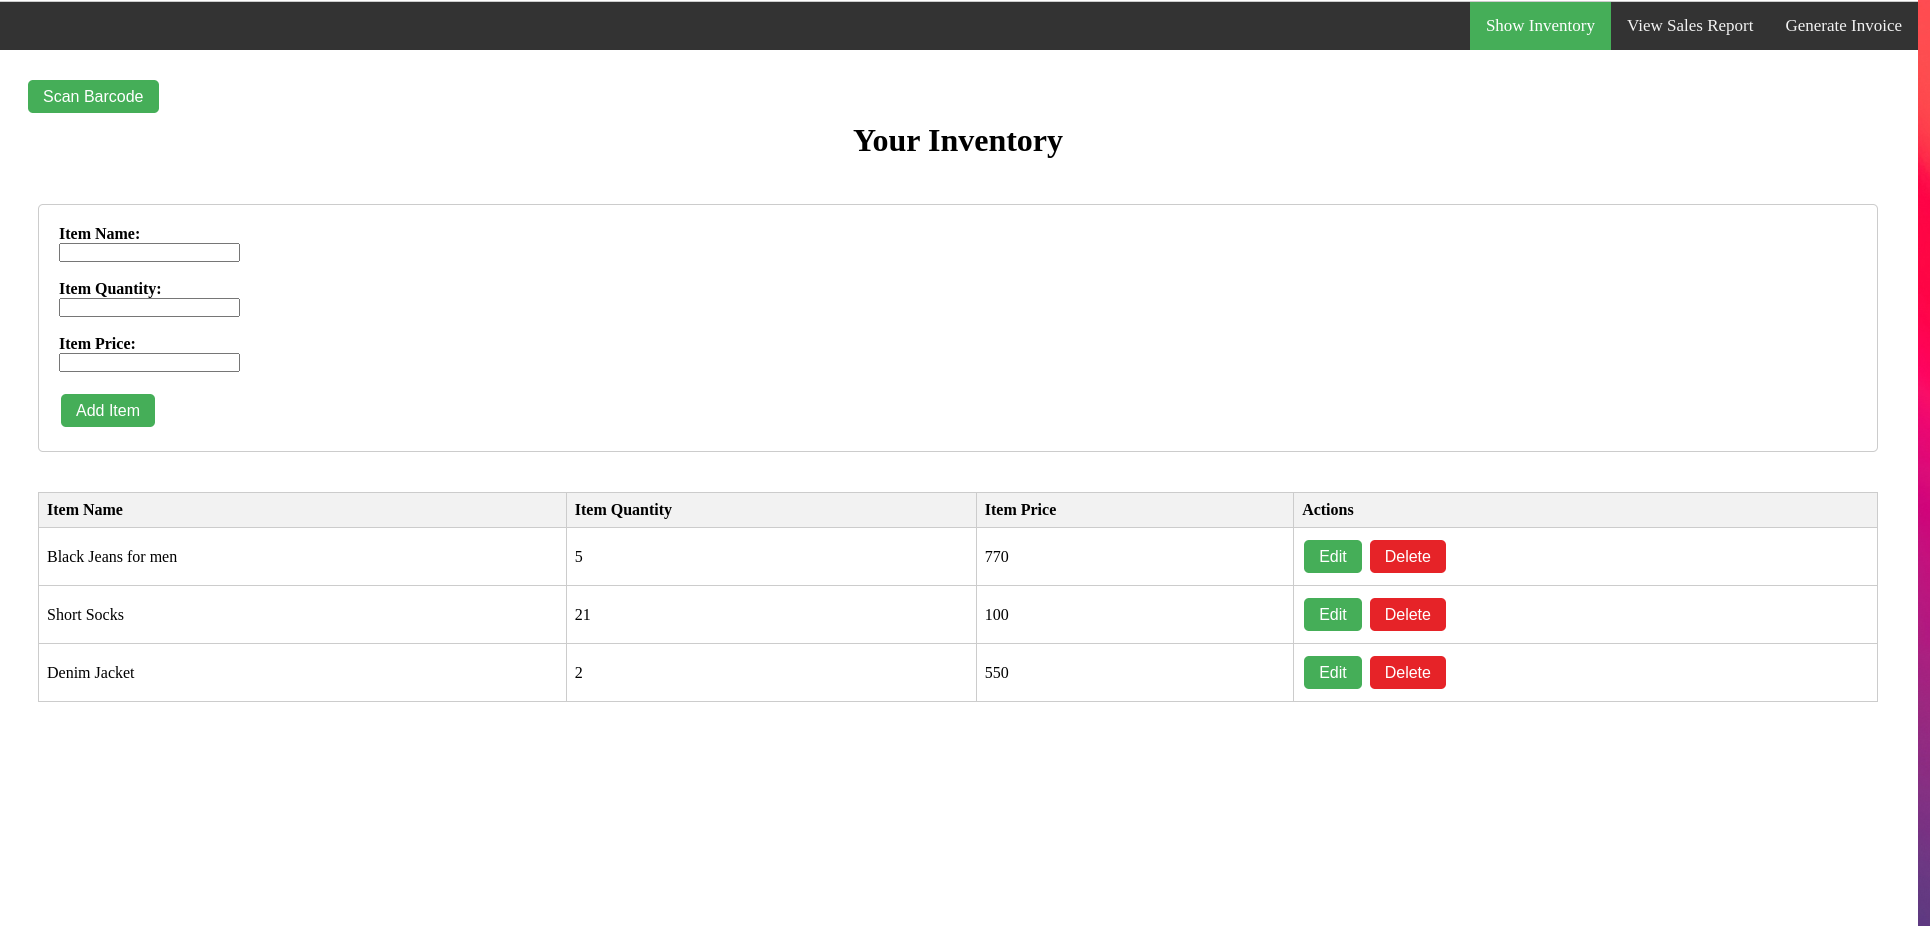 Show Inventory View Sales Report Generate Invoice
Scan Barcode
Your Inventory
Item Name:
Item Quantity:
Item Price:
Add Item
Item Name Item Quantity Item Price Actions
Black Jeans for men 5 770 Edit Delete
Short Socks 21 100 Edit Delete
Denim Jacket 2 550 Edit Delete